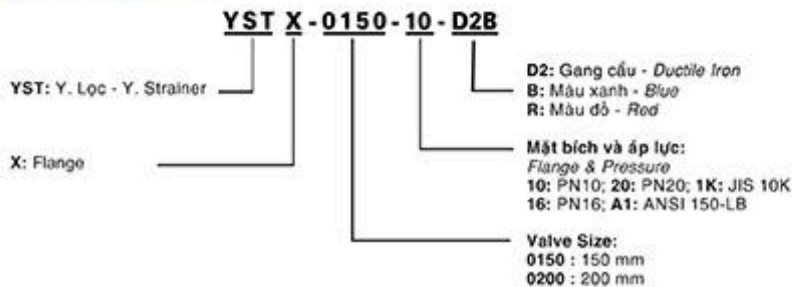 YST X-0150-10-D2B
YST: Y. Lọc - Y. Strainer
X: Flange
D2: Gang cầu - Ductile Iron
B: Màu xanh - Blue
R: Màu đỏ - Red
Mặt bích và áp lực:
Flange & Pressure
10: PN10; 20: PN20; 1K: JIS 10K
16: PN16; A1: ANSI 150-LB
Valve Size:
0150 : 150 mm
0200 : 200 mm